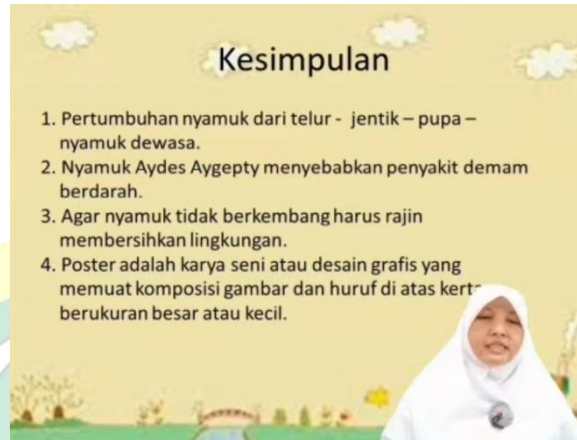 Kesimpulan
1. Pertumbuhan nyamuk dari telur - jentik – pupa –
nyamuk dewasa.
2. Nyamuk Aydes Aygepty menyebabkan penyakit demam
berdarah.
3. Agar nyamuk tidak berkembang harus rajin
membersihkan lingkungan.
4. Poster adalah karya seni atau desain grafis yang
memuat komposisi gambar dan huruf di atas
berukuran besar atau kecil.